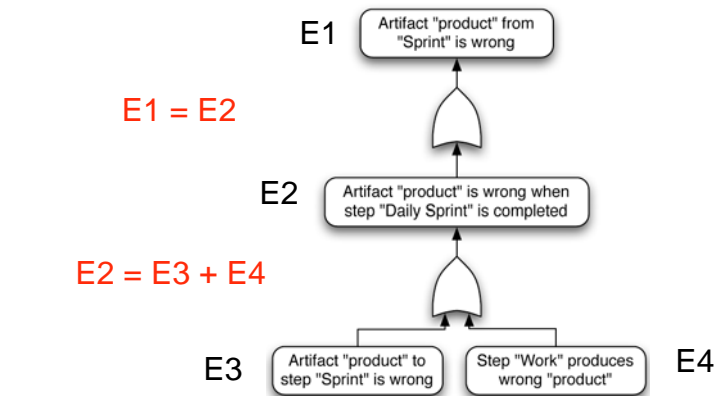 E1
Artifact "product" from
"Sprint" is wrong
E1 = E2
E2
Artifact "product" is wrong when
step "Daily Sprint" is completed
E2 = E3 + E4
E3
Artifact "product" to
step "Sprint" is wrong
Step "Work" produces
wrong "product"
E4